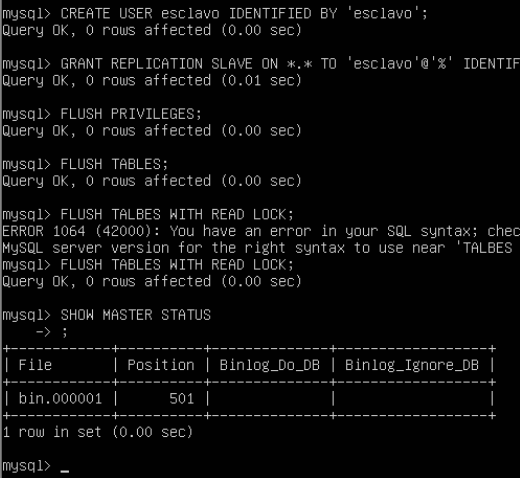 mysql> CREATE USER esclavo IDENTIFIED BY 'esclavo';
Query OK, 0 rows affected (0.00 sec)
mysql> GRANT REPLICATION SLAVE ON *.* TO 'esclavo'@'%' IDENTIF
Query OK, 0 rows affected (0.01 sec)
mysql> FLUSH PRIVILEGES;
Query OK, 0 rows affected (0.00 sec)
mysql> FLUSH TABLES;
Query OK, 0 rows affected (0.00 sec)
mysql> FLUSH TALBES WITH READ LOCK;
ERROR 1064 (42000): You have an error in your SQL syntax; chec
MySQL server version for the right syntax to use near 'TALBES
mysql> FLUSH TABLES WITH READ LOCK;
Query OK, 0 rows affected (0.00 sec)
mysql> SHOW MASTER STATUS
    -> ;
+------------+----------+--------------+------------------+
| File       | Position | Binlog_Do_DB | Binlog_Ignore_DB |
+------------+----------+--------------+------------------+
| bin.000001 |      501 |              |                  |
+------------+----------+--------------+------------------+
1 row in set (0.00 sec)
mysql> _